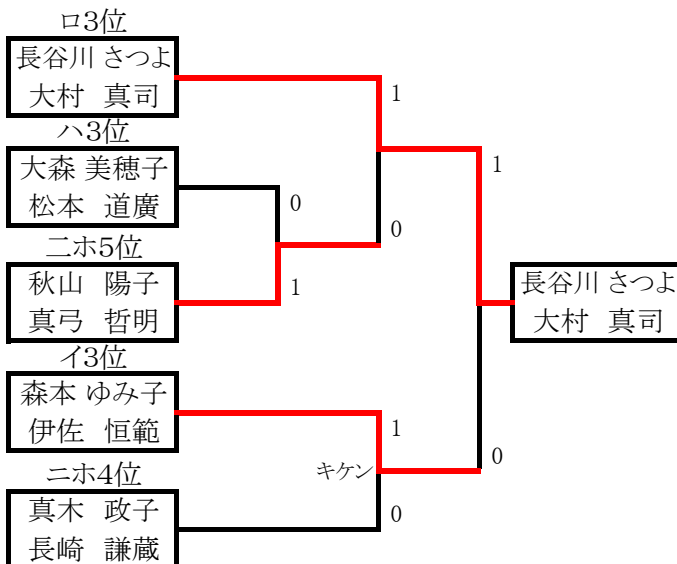 ロ3位
長谷川 さつよ
大村 真司
1
ハ3位
大森 美穂子
松本 道廣
0
0
1
二ホ5位
秋山 陽子
真弓 哲明
1
長谷川 さつよ
大村 真司
イ3位
森本 ゆみ子
伊佐 恒範
1
0
キケン
ニホ4位
真木 政子
長崎 謙蔵
0